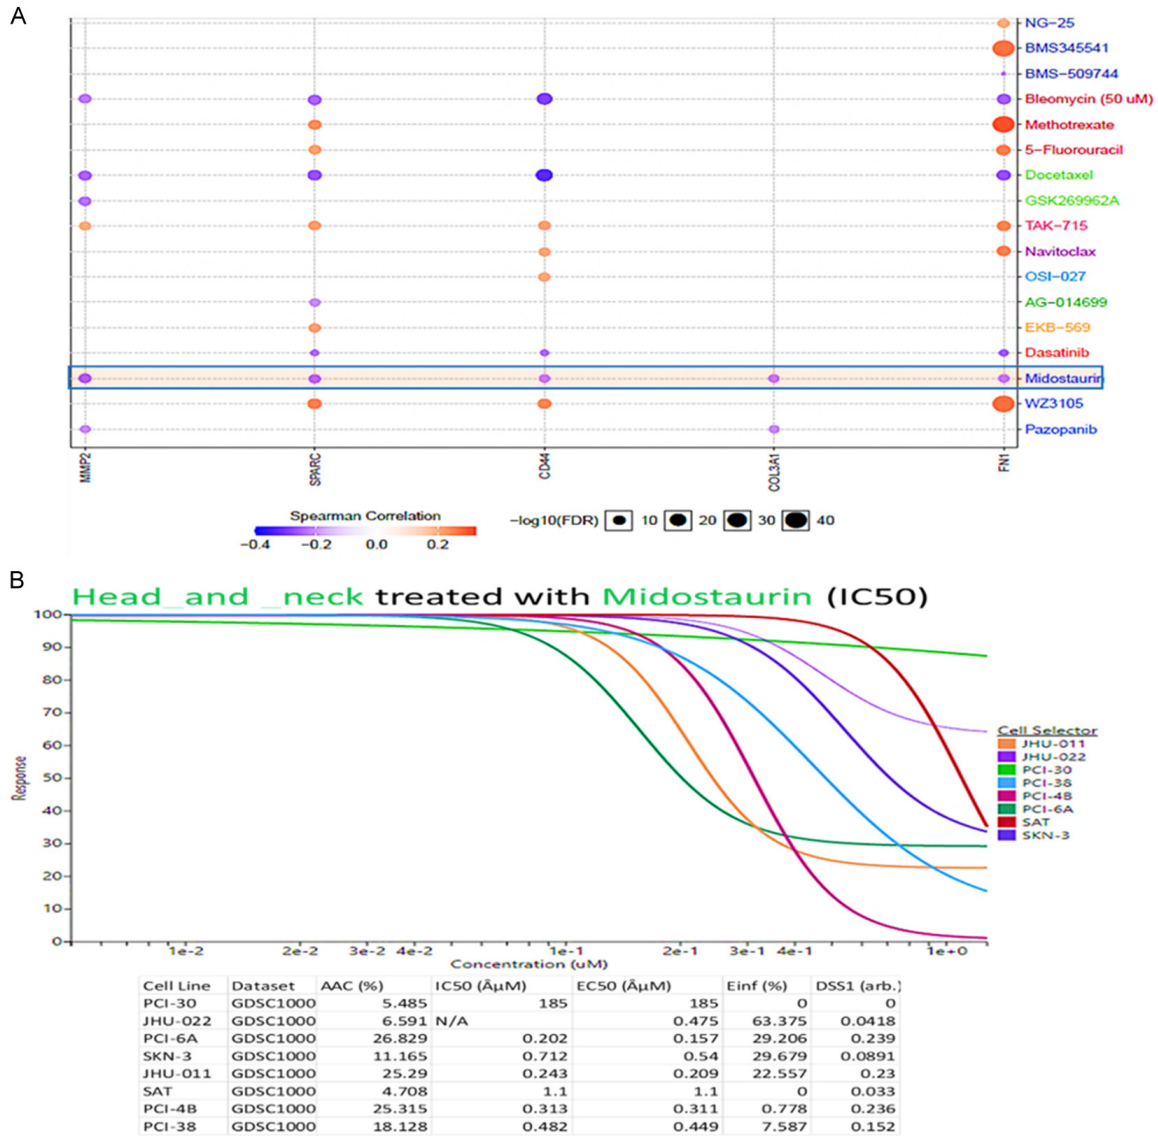 A
NG-25
BMS345541
BMS-509744
Bleomycin (50 uM)
Methotrexate
5-Fluorouracil
Docetaxel
GSK269962A
TAK-715
Navitoclax
OSI-027
AG-014699
EKB-569
Dasatinib
Midostaurin
WZ3105
Pazopanib
MMP2 SPARC CD44 COL3A1 FN1
Spearman Correlation
-0.4 -0.2 0.0 0.2
-log10(FDR) 10 20 30 40
B
Head_and _neck treated with Midostaurin (IC50)
100
90
80
70
60
50
40
30
20
10
0
Response
1e-2 2e-2 3e-2 4e-2 1e-1 2e-1 3e-1 4e-1 1e+0
Concentration (uM)
Cell Selector
JHU-011
JHU-022
PCI-30
PCI-38
PCI-4B
PCI-6A
SAT
SKN-3
Cell Line Dataset AAC (%) IC50 (ÂµM) EC50 (ÂµM) Einf (%) DSS1 (arb.)
PCI-30 GDSC1000 5.485 185 185 0 0
JHU-022 GDSC1000 6.591 N/A 0.475 63.375 0.0418
PCI-6A GDSC1000 26.829 0.202 0.157 29.206 0.239
SKN-3 GDSC1000 11.165 0.712 0.54 29.679 0.0891
JHU-011 GDSC1000 25.29 0.243 0.209 22.557 0.23
SAT GDSC1000 4.708 1.1 1.1 0 0.033
PCI-4B GDSC1000 25.315 0.313 0.311 0.778 0.236
PCI-38 GDSC1000 18.128 0.482 0.449 7.587 0.152